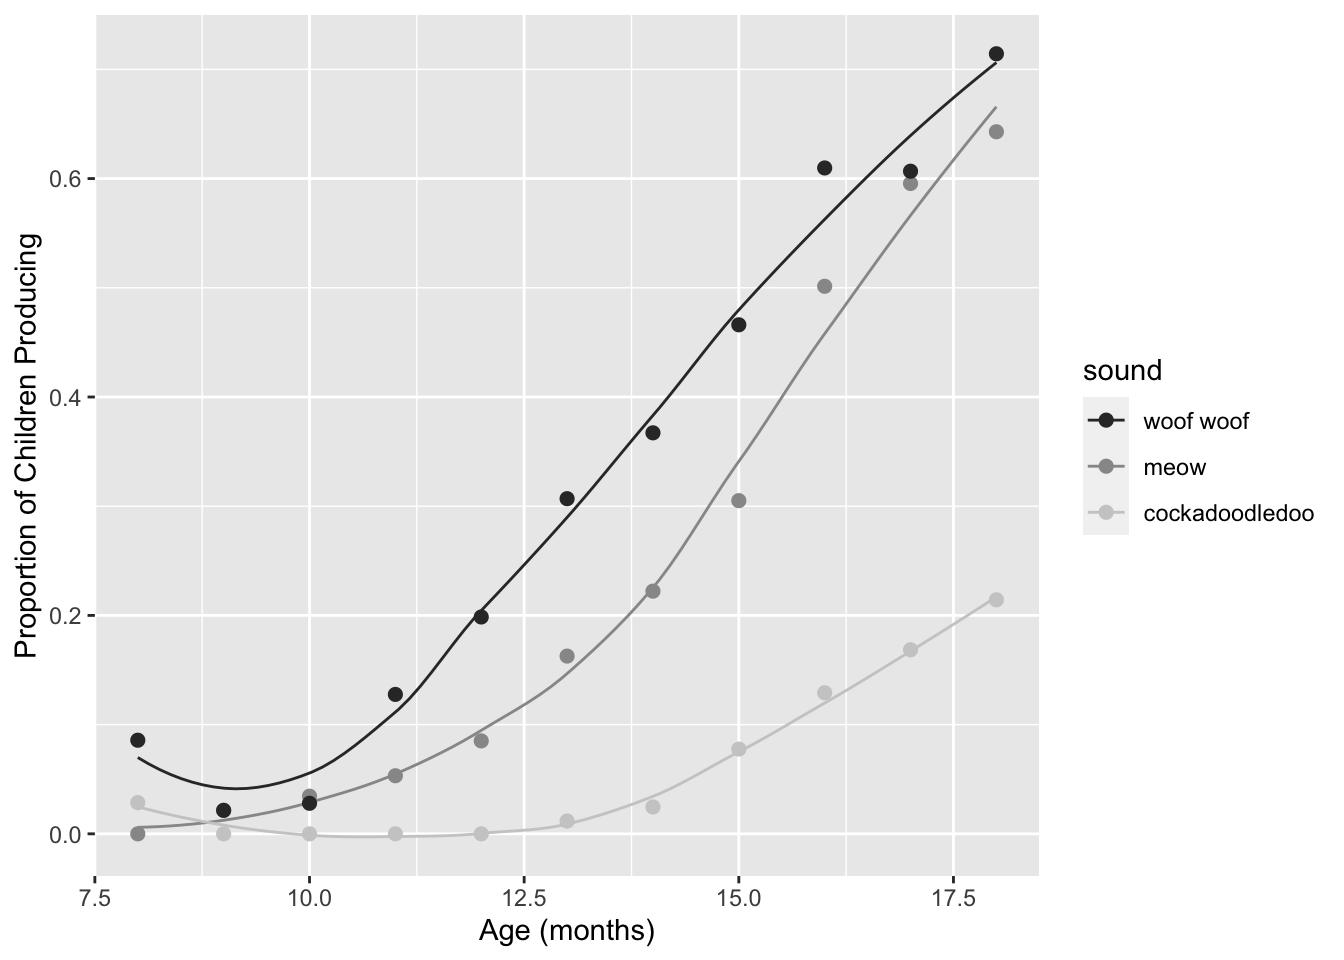 Proportion of Children Producing
0.6
0.4
0.2
0.0
7.5 10.0 12.5 15.0 17.5
Age (months)
sound
woof woof
meow
cockadoodledoo